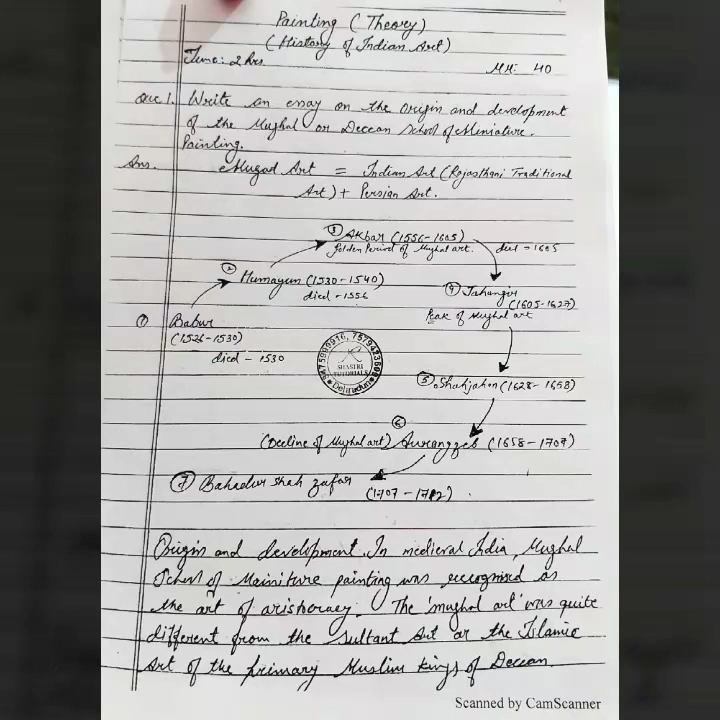 Painting (Theory)
(History of Indian Art)
Time: 2 hrs
MM: 40
Que 1. Write an essay on the origin and development
of the Mughal or Deccan School of Miniature.
Painting.
Ans. Mugad Art = Indian Art (Rajasthani Traditional
Art) + Persian Art.
③ Akbar (1556-1605)
Golden Period of Mughal art. died - 1605
② Humayun (1530-1540)
died - 1556
④ Jahangir
(1605-1627)
Peak of Mughal art
① Babur
(1526-1530)
died - 1530
SHASTRI
TUTORIALS
Dehradun
⑤ Shahjahan (1628-1658)
⑥
(Decline of Mughal art) Aurangzeb (1658-1707)
⑦ Bahadur shah zafar
(1707-1712)
Origin and development. In medieval India, Mughal
School of Mainiture painting was recognised as
the art of aristocracy. The 'mughal art' was quite
different from the Sultant Art or the Islamic
Art of the primary Muslim kings of Deccan.
Scanned by CamScanner